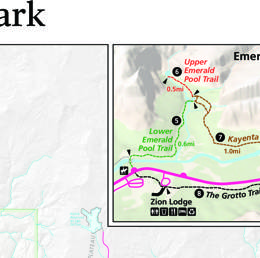 ark
Emer
6
Upper
Emerald
Pool Trail
0.5mi
5
Lower
Emerald
Pool Trail
0.6mi
7
Kayenta
1.0mi
Zion Lodge
8
The Grotto Trai
PLATEAU